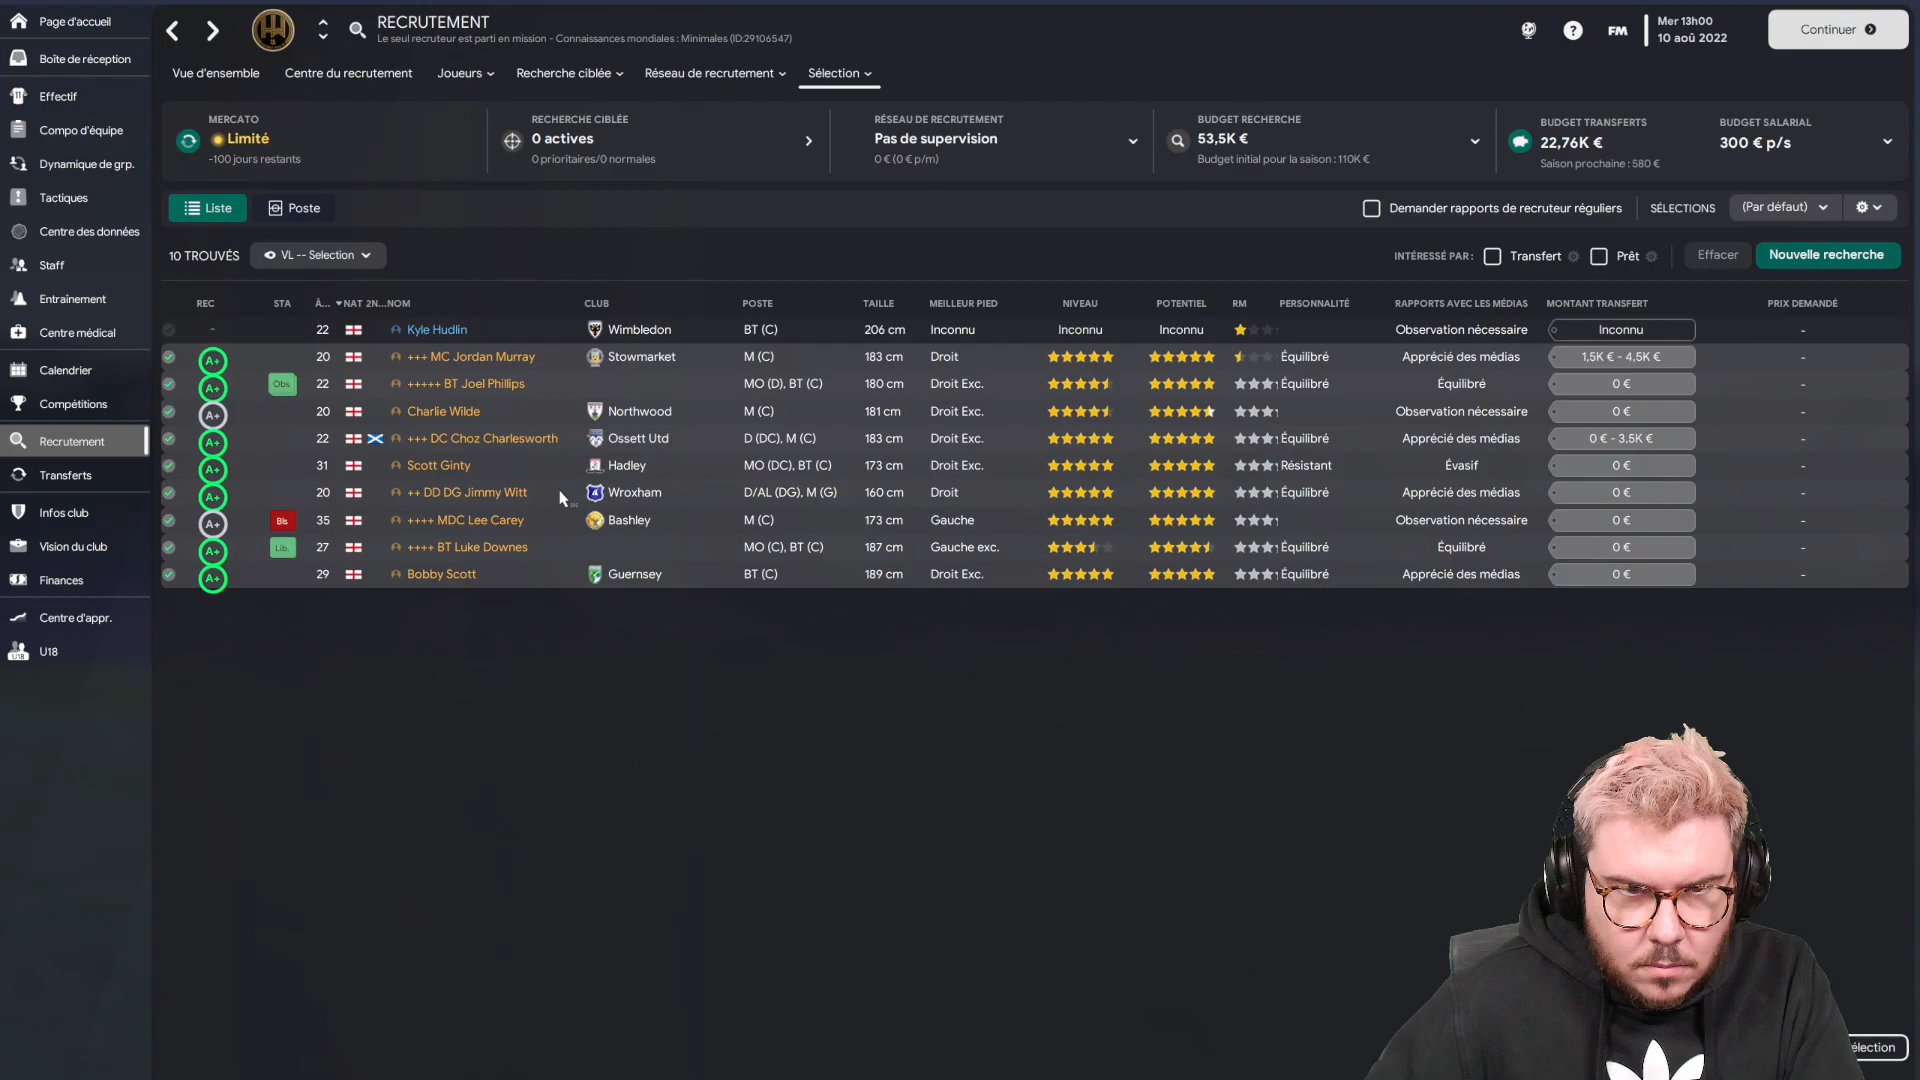 Page d'accueil
Boîte de réception
Effectif
Compo d'équipe
Dynamique de grp.
Tactiques
Centre des données
Staff
Entraînement
Centre médical
Calendrier
Compétitions
Recrutement
Transferts
Infos club
Vision du club
Finances
Centre d'appr.
U18
RECRUTEMENT
Le seul recruteur est parti en mission - Connaissances mondiales : Minimales (ID:29106547)
FM
Mer 13h00
10 aoû 2022
Continuer
Vue d'ensemble Centre du recrutement Joueurs Recherche ciblée Réseau de recrutement Sélection
MERCATO
Limité
-100 jours restants
RECHERCHE CIBLÉE
0 actives
0 prioritaires/0 normales
RÉSEAU DE RECRUTEMENT
Pas de supervision
0 € (0 € p/m)
BUDGET RECHERCHE
53,5K €
Budget initial pour la saison : 110K €
BUDGET TRANSFERTS
22,76K €
Saison prochaine : 580 €
BUDGET SALARIAL
300 € p/s
Liste Poste Demander rapports de recruteur réguliers SÉLECTIONS (Par défaut)
10 TROUVÉS VL -- Selection INTÉRESSÉ PAR : Transfert Prêt Effacer Nouvelle recherche
REC STA Â... NAT 2N... NOM CLUB POSTE TAILLE MEILLEUR PIED NIVEAU POTENTIEL RM PERSONNALITÉ RAPPORTS AVEC LES MÉDIAS MONTANT TRANSFERT PRIX DEMANDÉ
- 22 Kyle Hudlin Wimbledon BT (C) 206 cm Inconnu Inconnu Inconnu Observation nécessaire Inconnu -
A+ 20 +++ MC Jordan Murray Stowmarket M (C) 183 cm Droit Équilibré Apprécié des médias 1,5K € - 4,5K € -
A+ Obs 22 +++++ BT Joel Phillips MO (D), BT (C) 180 cm Droit Exc. Équilibré Équilibré 0 € -
A+ 20 Charlie Wilde Northwood M (C) 181 cm Droit Exc. Observation nécessaire 0 € -
A+ 22 +++ DC Choz Charlesworth Ossett Utd D (DC), M (C) 183 cm Droit Exc. Équilibré Apprécié des médias 0 € - 3,5K € -
A+ 31 Scott Ginty Hadley MO (DC), BT (C) 173 cm Droit Exc. Résistant Évasif 0 € -
A+ 20 ++ DD DG Jimmy Witt Wroxham D/AL (DG), M (G) 160 cm Droit Équilibré Apprécié des médias 0 € -
A+ Bls 35 ++++ MDC Lee Carey Bashley M (C) 173 cm Gauche Observation nécessaire 0 € -
A+ Lib. 27 ++++ BT Luke Downes MO (C), BT (C) 187 cm Gauche exc. Équilibré Équilibré 0 € -
A+ 29 Bobby Scott Guernsey BT (C) 189 cm Droit Exc. Équilibré Apprécié des médias 0 € -
élection